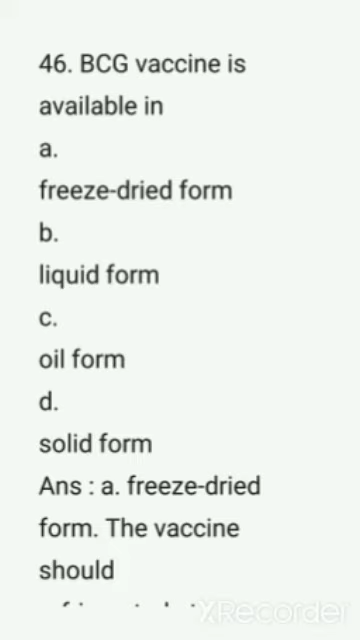 46. BCG vaccine is
available in
a.
freeze-dried form
b.
liquid form
c.
oil form
d.
solid form
Ans : a. freeze-dried
form. The vaccine
should
XRecorder